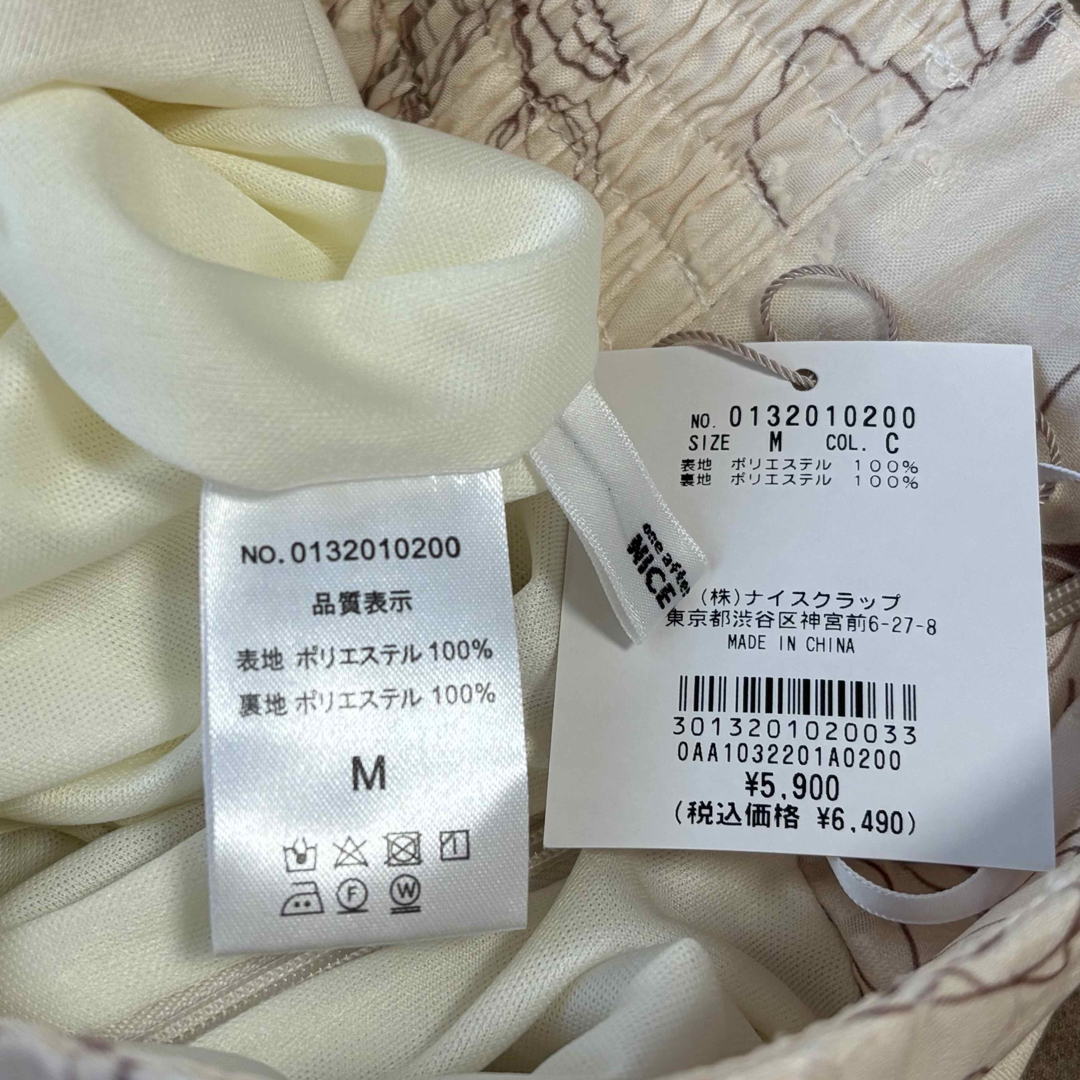 NO. 0132010200
SIZE M COL. C
表地 ポリエステル 100%
裏地 ポリエステル 100%
(株)ナイスクラップ
東京都渋谷区神宮前6-27-8
MADE IN CHINA
3013201020033
0AA1032201A0200
¥5,900
(税込価格 ¥6,490)
one after
NICE
NO.0132010200
品質表示
表地 ポリエステル 100%
裏地 ポリエステル 100%
M
F W